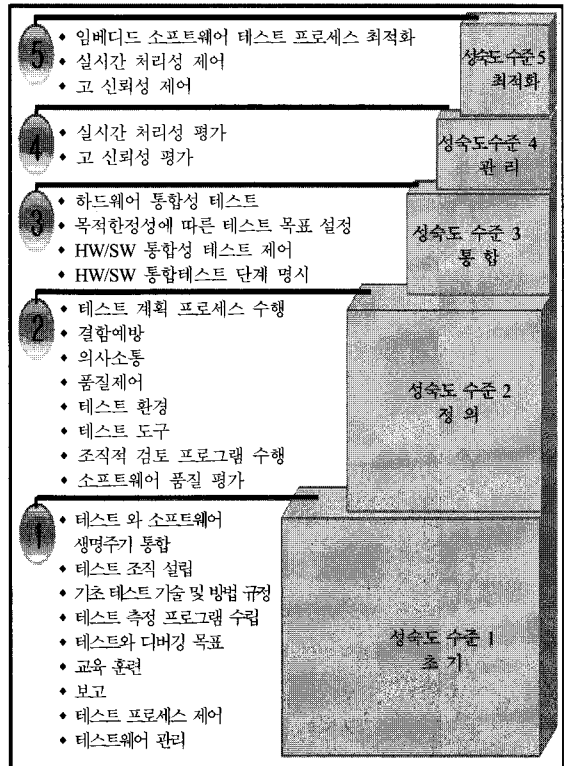 5
◆ 임베디드 소프트웨어 테스트 프로세스 최적화
◆ 실시간 처리성 제어
◆ 고 신뢰성 제어
성숙도 수준 5
최적화
4
◆ 실시간 처리성 평가
◆ 고 신뢰성 평가
성숙도수준 4
관 리
3
◆ 하드웨어 통합성 테스트
◆ 목적한정성에 따른 테스트 목표 설정
◆ HW/SW 통합성 테스트 제어
◆ HW/SW 통합테스트 단계 명시
성숙도 수준 3
통 합
2
◆ 테스트 계획 프로세스 수행
◆ 결함예방
◆ 의사소통
◆ 품질제어
◆ 테스트 환경
◆ 테스트 도구
◆ 조직적 검토 프로그램 수행
◆ 소프트웨어 품질 평가
성숙도 수준 2
정 의
1
◆ 테스트 와 소프트웨어
생명주기 통합
◆ 테스트 조직 설립
◆ 기초 테스트 기술 및 방법 규정
◆ 테스트 측정 프로그램 수립
◆ 테스트와 디버깅 목표
◆ 교육 훈련
◆ 보고
◆ 테스트 프로세스 제어
◆ 테스트웨어 관리
성숙도 수준 1
초 기